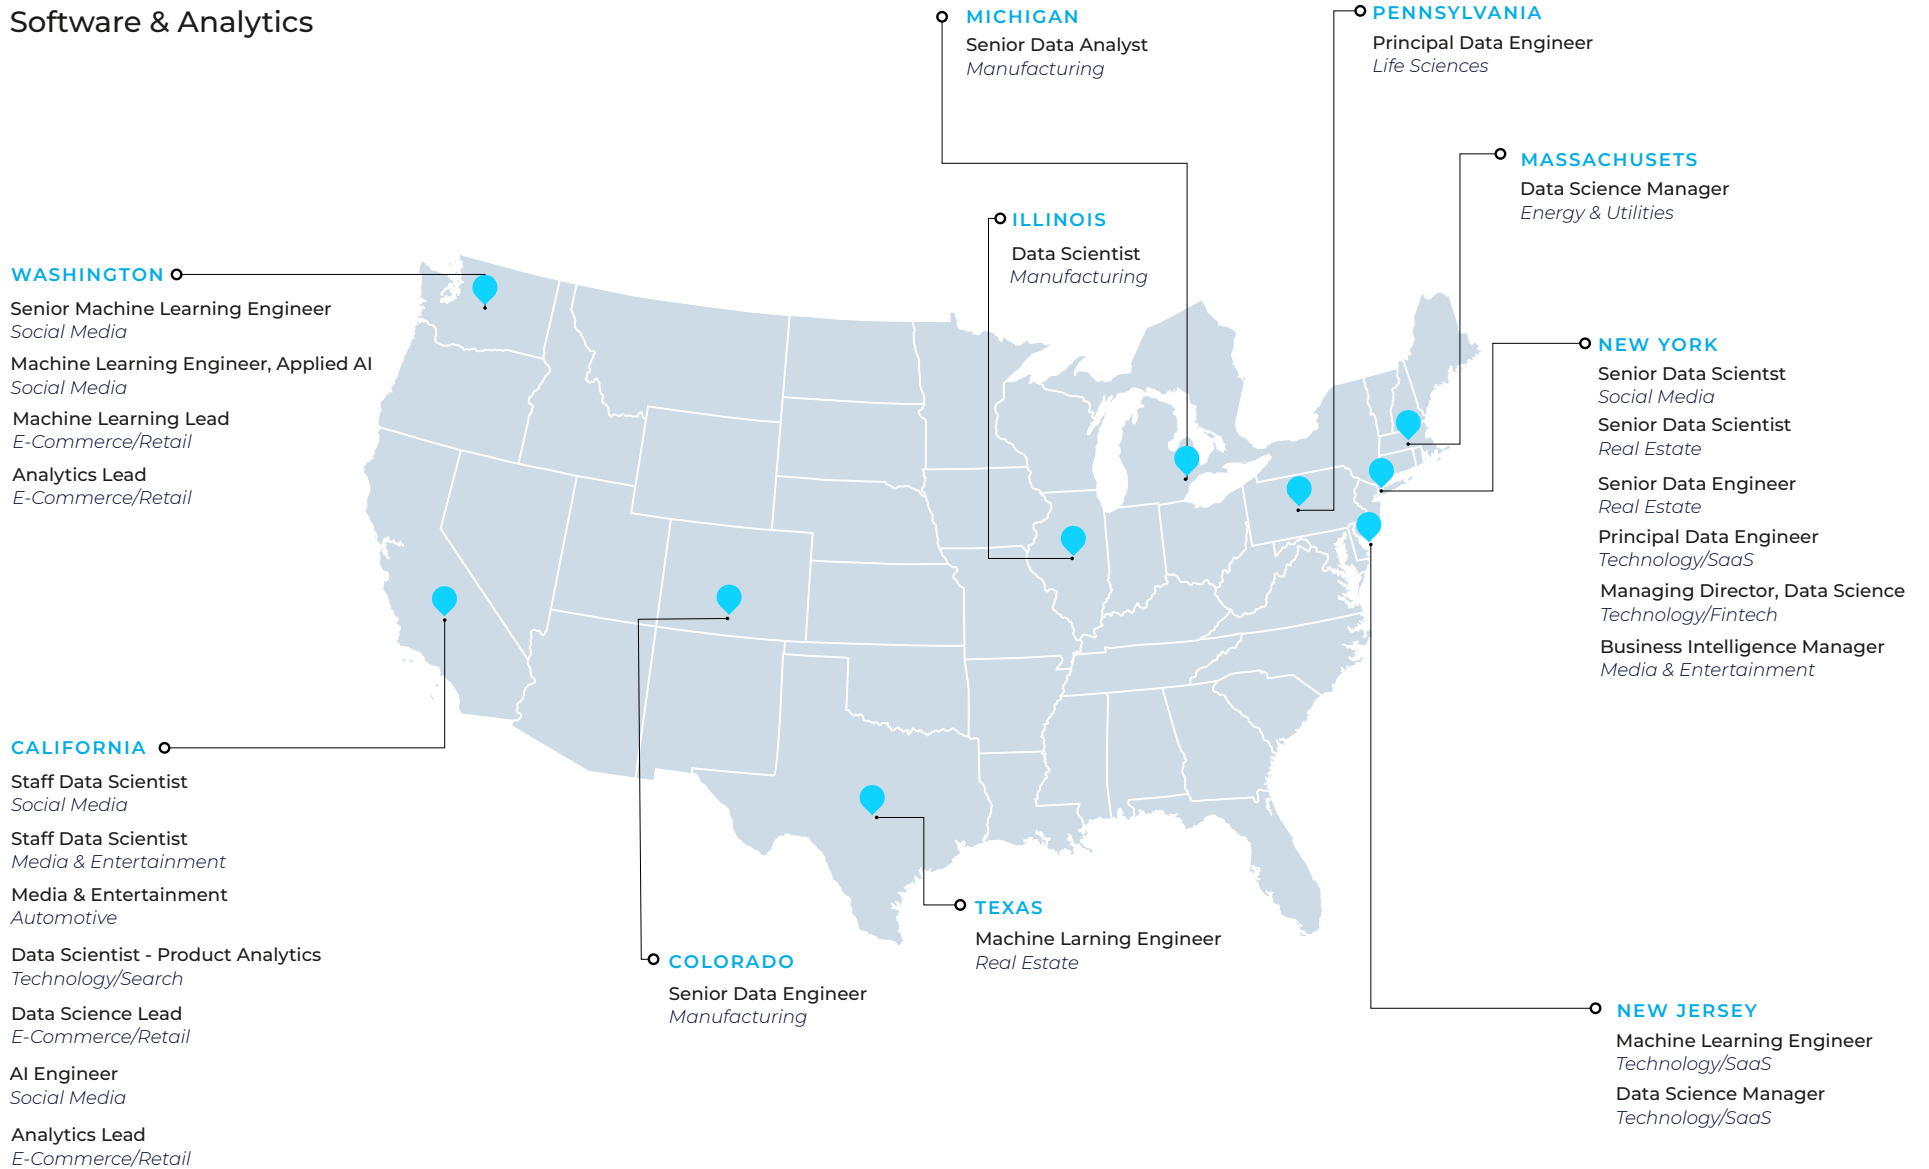 Software & Analytics
MICHIGAN
Senior Data Analyst
Manufacturing
PENNSYLVANIA
Principal Data Engineer
Life Sciences
MASSACHUSETS
Data Science Manager
Energy & Utilities
ILLINOIS
Data Scientist
Manufacturing
WASHINGTON
Senior Machine Learning Engineer
Social Media
Machine Learning Engineer, Applied AI
Social Media
Machine Learning Lead
E-Commerce/Retail
Analytics Lead
E-Commerce/Retail
NEW YORK
Senior Data Scientst
Social Media
Senior Data Scientist
Real Estate
Senior Data Engineer
Real Estate
Principal Data Engineer
Technology/SaaS
Managing Director, Data Science
Technology/Fintech
Business Intelligence Manager
Media & Entertainment
CALIFORNIA
Staff Data Scientist
Social Media
Staff Data Scientist
Media & Entertainment
Media & Entertainment
Automotive
Data Scientist - Product Analytics
Technology/Search
Data Science Lead
E-Commerce/Retail
AI Engineer
Social Media
Analytics Lead
E-Commerce/Retail
COLORADO
Senior Data Engineer
Manufacturing
TEXAS
Machine Larning Engineer
Real Estate
NEW JERSEY
Machine Learning Engineer
Technology/SaaS
Data Science Manager
Technology/SaaS